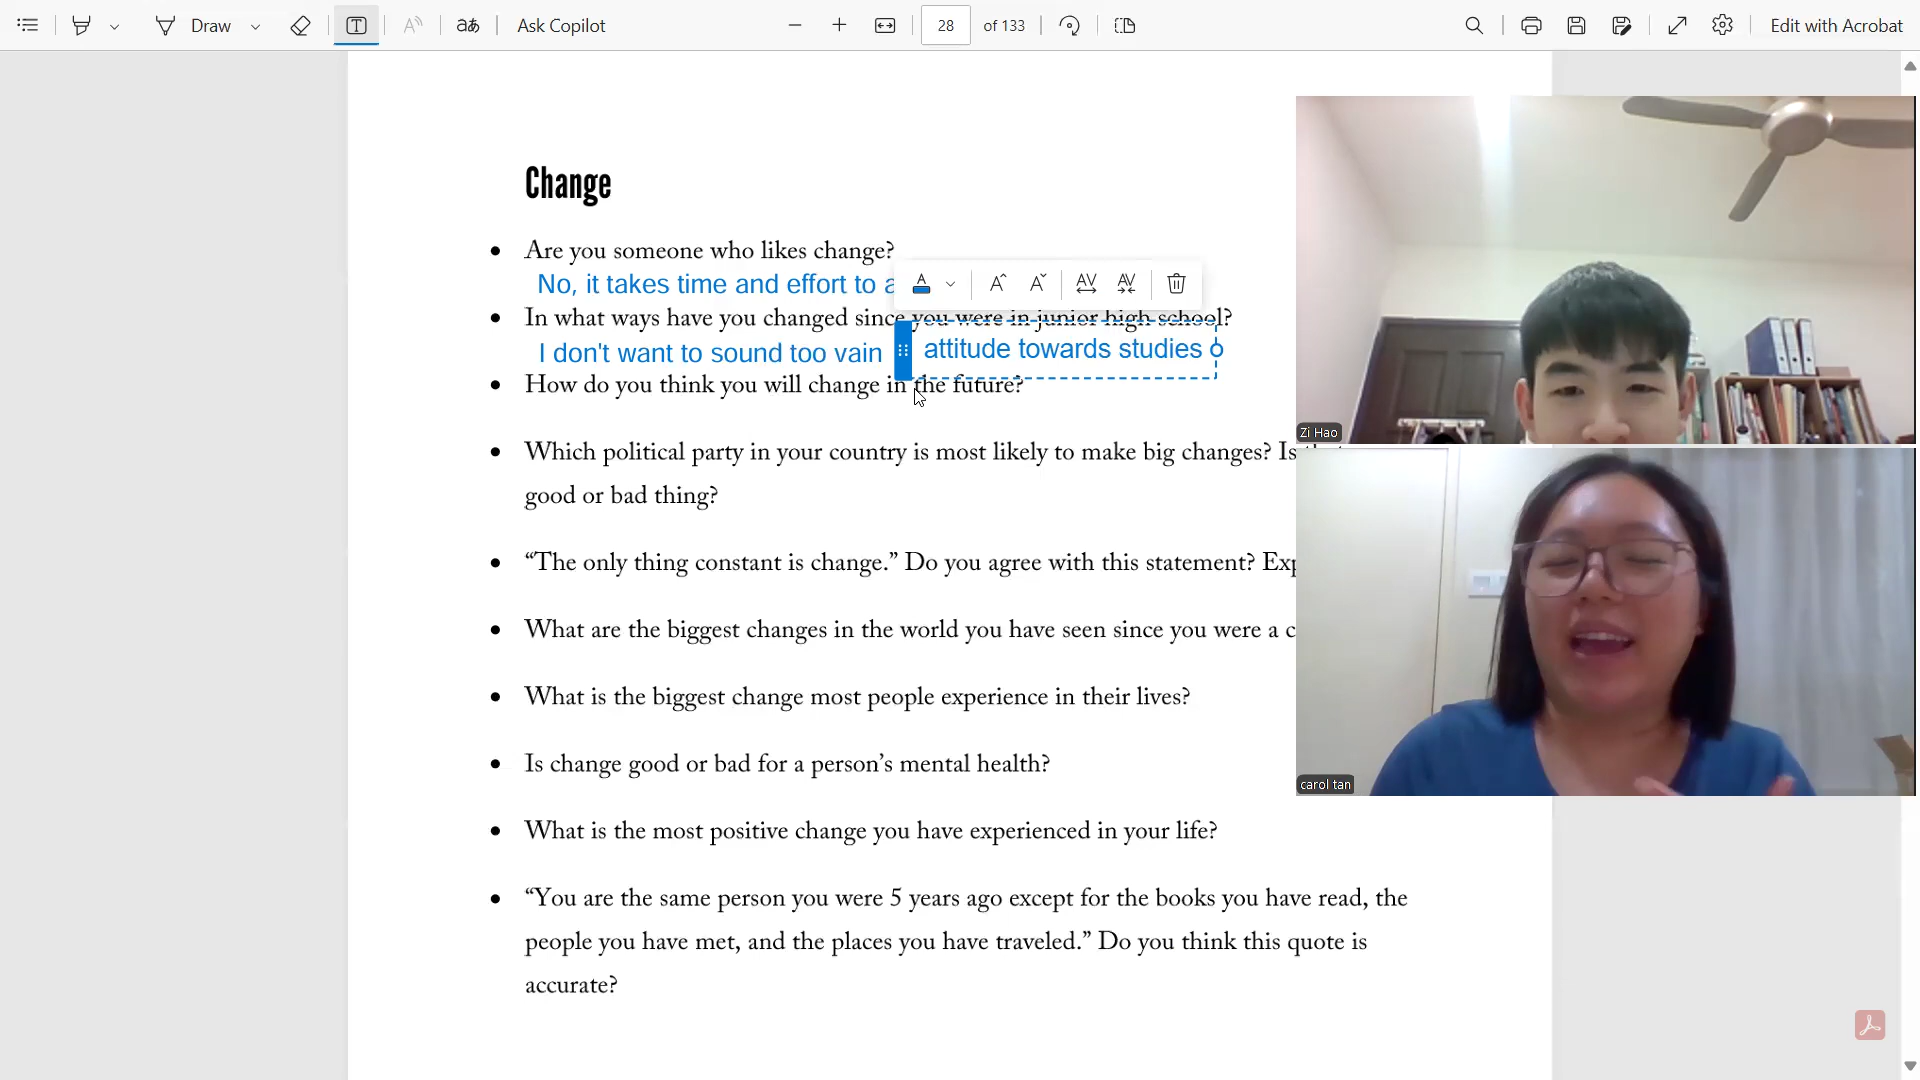 Draw
aあ
Ask Copilot
28
of 133
Edit with Acrobat
Change
Are you someone who likes change?
No, it takes time and effort to a
In what ways have you changed since you were in junior high school?
I don't want to sound too vain
attitude towards studies
How do you think you will change in the future?
Which political party in your country is most likely to make big changes? Is that
good or bad thing?
“The only thing constant is change.” Do you agree with this statement? Exp
What are the biggest changes in the world you have seen since you were a c
What is the biggest change most people experience in their lives?
Is change good or bad for a person’s mental health?
What is the most positive change you have experienced in your life?
“You are the same person you were 5 years ago except for the books you have read, the
people you have met, and the places you have traveled.” Do you think this quote is
accurate?
Zi Hao
carol tan